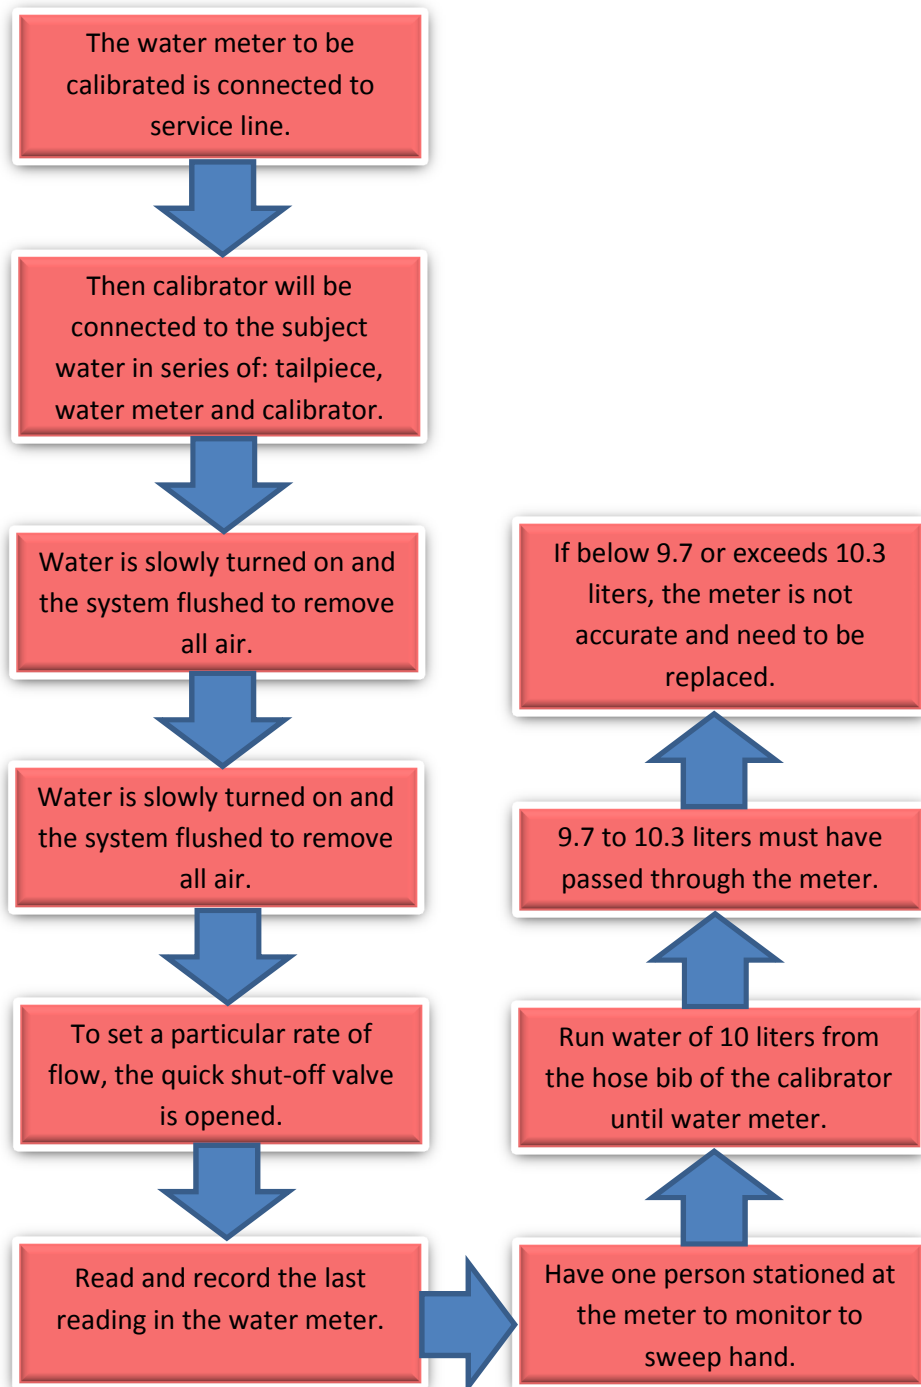 The water meter to be
calibrated is connected to
service line.
Then calibrator will be
connected to the subject
water in series of: tailpiece,
water meter and calibrator.
Water is slowly turned on and
the system flushed to remove
all air.
Water is slowly turned on and
the system flushed to remove
all air.
To set a particular rate of
flow, the quick shut-off valve
is opened.
Read and record the last
reading in the water meter.
Have one person stationed at
the meter to monitor to
sweep hand.
Run water of 10 liters from
the hose bib of the calibrator
until water meter.
9.7 to 10.3 liters must have
passed through the meter.
If below 9.7 or exceeds 10.3
liters, the meter is not
accurate and need to be
replaced.